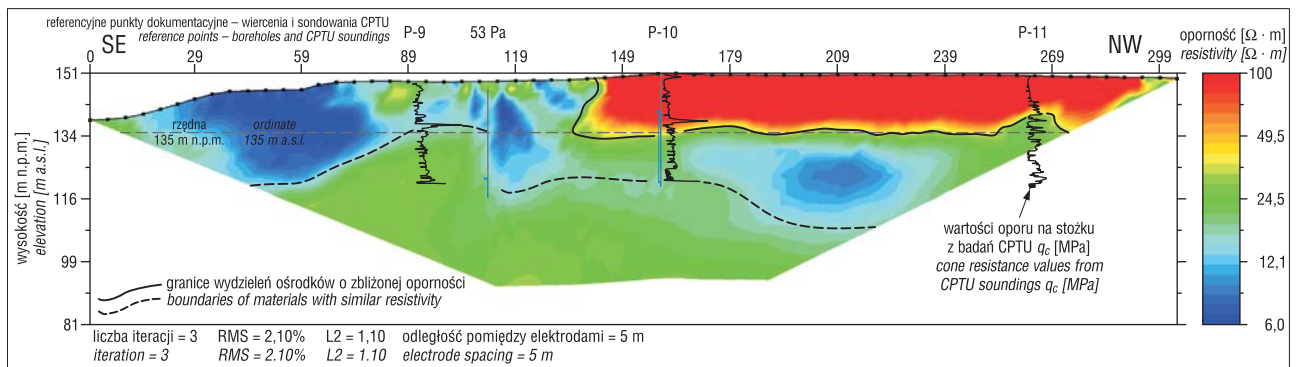 referencyjne punkty dokumentacyjne – wiercenia i sondowania CPTU
reference points – boreholes and CPTU soundings
SE
P-9
53 Pa
P-10
P-11
NW
oporność [Ω · m]
resistivity [Ω · m]
0 29 59 89 119 149 179 209 239 269 299
151
134
116
99
81
wysokość [m n.p.m.]
elevation [m a.s.l.]
rzędna
135 m n.p.m.
ordinate
135 m a.s.l.
100
49,5
24,5
12,1
6,0
wartości oporu na stożku
z badań CPTU qc [MPa]
cone resistance values from
CPTU soundings qc [MPa]
granice wydzieleń ośrodków o zbliżonej oporności
boundaries of materials with similar resistivity
liczba iteracji = 3 RMS = 2,10% L2 = 1,10 odległość pomiędzy elektrodami = 5 m
iteration = 3 RMS = 2.10% L2 = 1.10 electrode spacing = 5 m